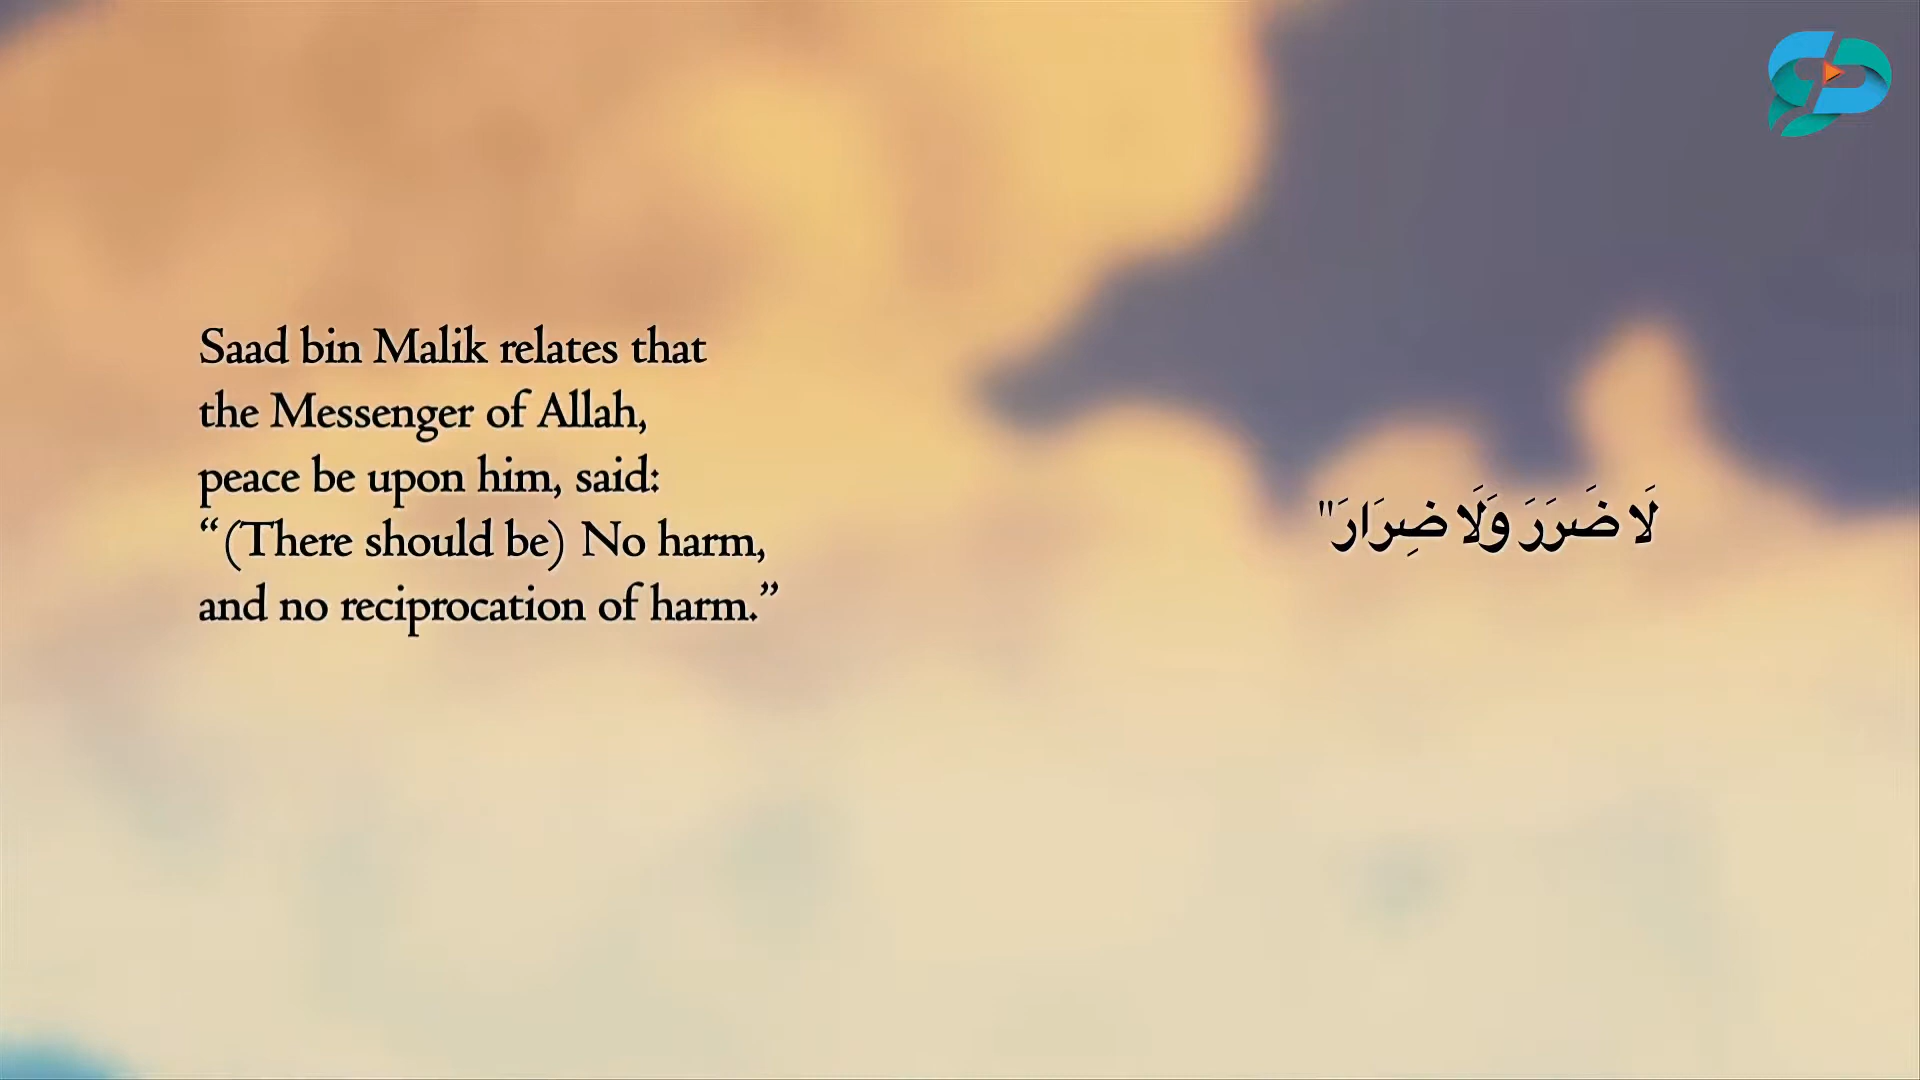 Saad bin Malik relates that
the Messenger of Allah,
peace be upon him, said:
“(There should be) No harm,
and no reciprocation of harm.”
لَا ضَرَرَ وَلَا ضِرَارَ"